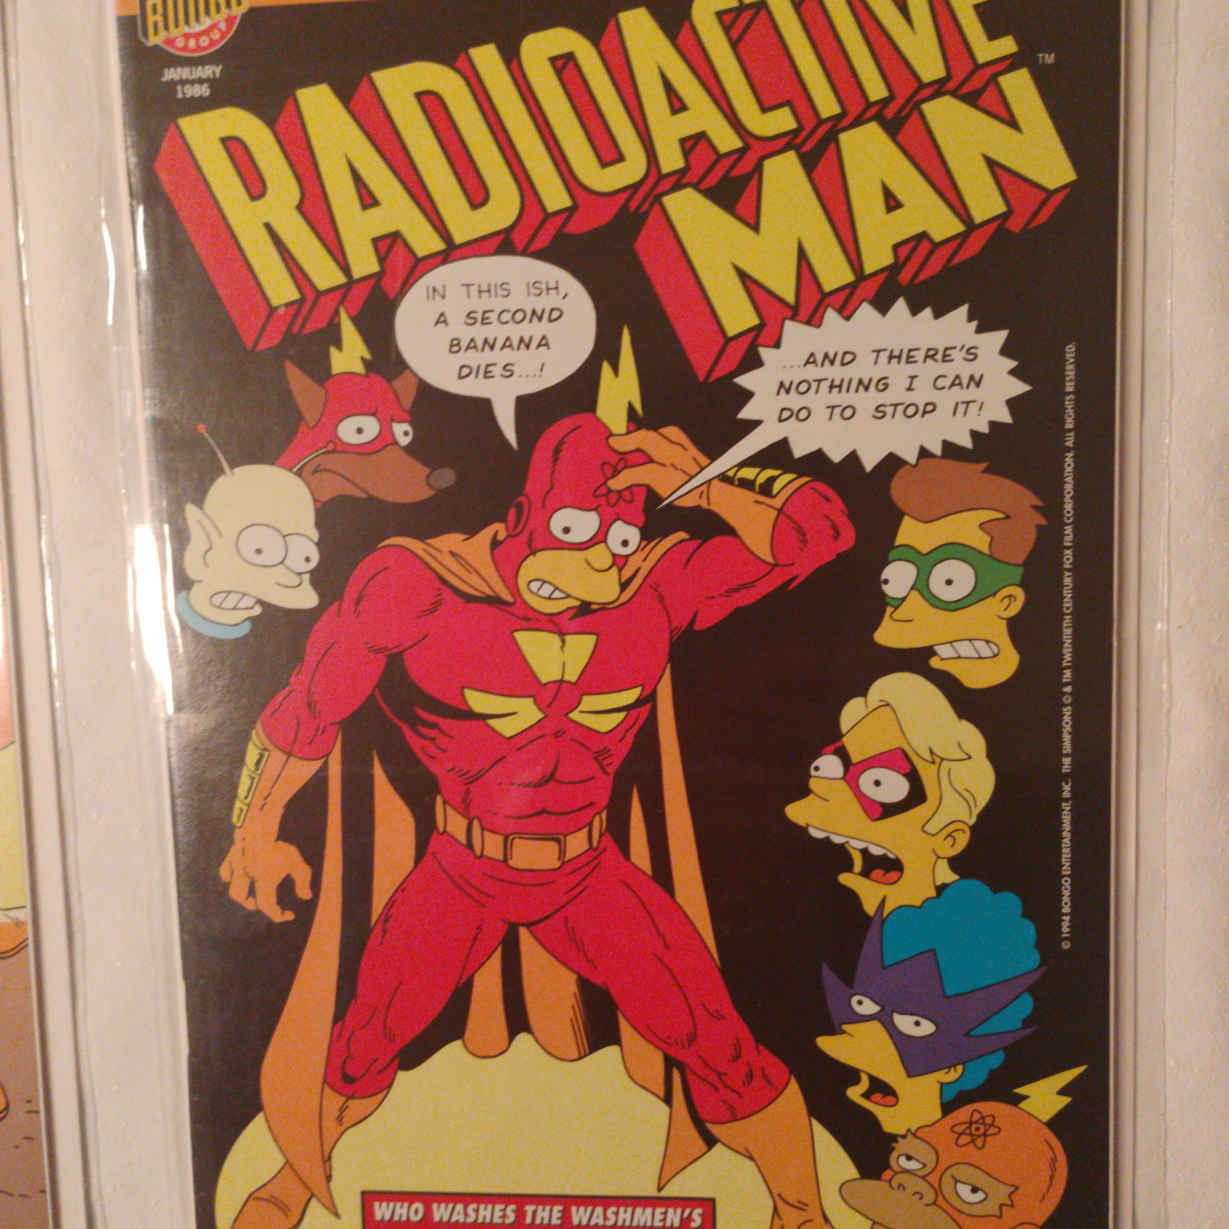 BONGO
GROUP
JANUARY
1986
RADIOACTIVE
MAN
TM
IN THIS ISH,
A SECOND
BANANA
DIES...!
...AND THERE'S
NOTHING I CAN
DO TO STOP IT!
© 1994 BONGO ENTERTAINMENT, INC. THE SIMPSONS © & TM TWENTIETH CENTURY FOX FILM CORPORATION. ALL RIGHTS RESERVED.
WHO WASHES THE WASHMEN'S